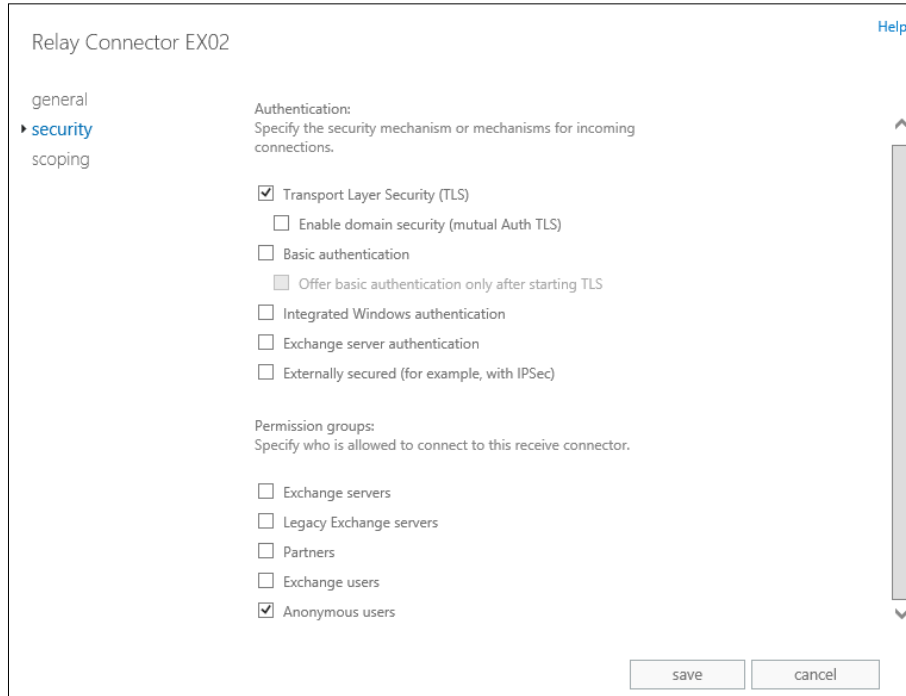 Help
Relay Connector EX02
general
security
scoping
Authentication:
Specify the security mechanism or mechanisms for incoming
connections.
Transport Layer Security (TLS)
Enable domain security (mutual Auth TLS)
Basic authentication
Offer basic authentication only after starting TLS
Integrated Windows authentication
Exchange server authentication
Externally secured (for example, with IPSec)
Permission groups:
Specify who is allowed to connect to this receive connector.
Exchange servers
Legacy Exchange servers
Partners
Exchange users
Anonymous users
save
cancel